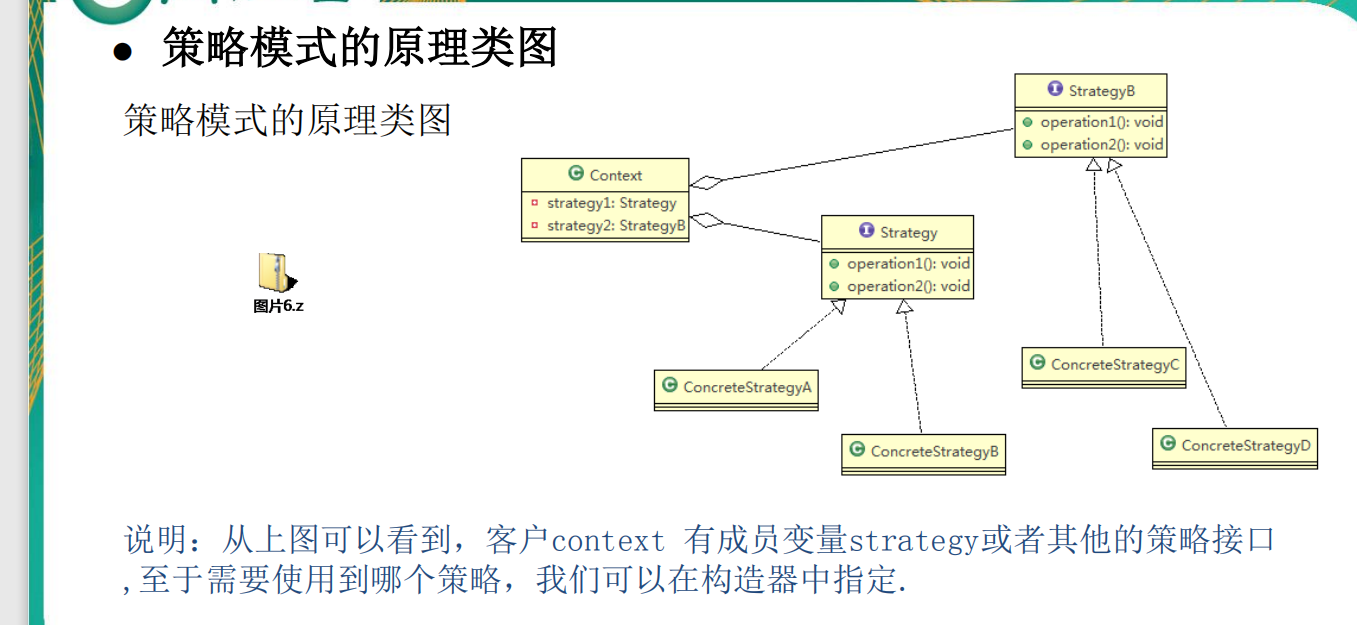 ● 策略模式的原理类图
策略模式的原理类图
StrategyB
operation1(): void
operation2(): void
Context
strategy1: Strategy
strategy2: StrategyB
Strategy
operation1(): void
operation2(): void
图片6.z
ConcreteStrategyA
ConcreteStrategyB
ConcreteStrategyC
ConcreteStrategyD
说明：从上图可以看到，客户context 有成员变量strategy或者其他的策略接口
,至于需要使用到哪个策略，我们可以在构造器中指定.